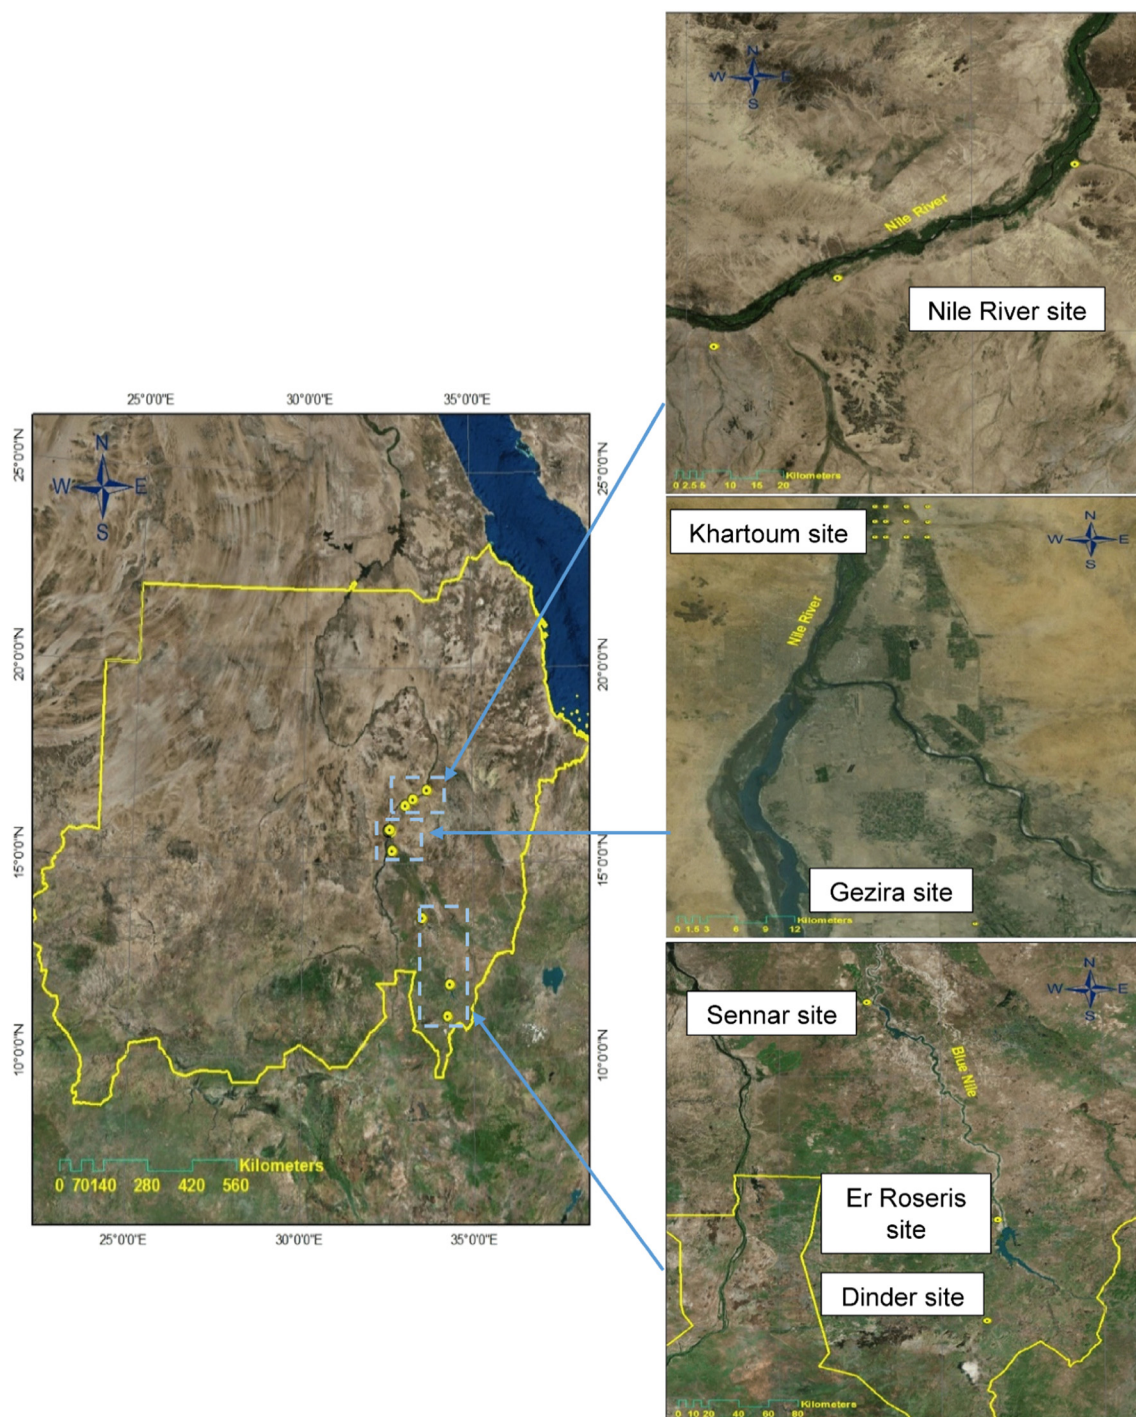 25°0'0"E 30°0'0"E 35°0'0"E
25°0'0"N
20°0'0"N
15°0'0"N
10°0'0"N
N
W E
S
25°0'0"N
20°0'0"N
15°0'0"N
10°0'0"N
Kilometers
0 70 140 280 420 560
25°0'0"E 30°0'0"E 35°0'0"E
N
W E
S
Nile River
Nile River site
Kilometers
0 2.5 5 10 15 20
Khartoum site
N
W E
S
Nile River
Gezira site
Kilometers
0 1.5 3 6 9 12
N
W E
S
Sennar site
Blue Nile
Er Roseris
site
Dinder site
Kilometers
0 10 20 40 60 80